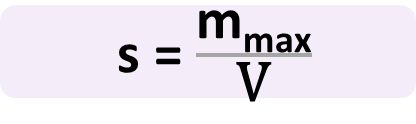 s = m_max / V